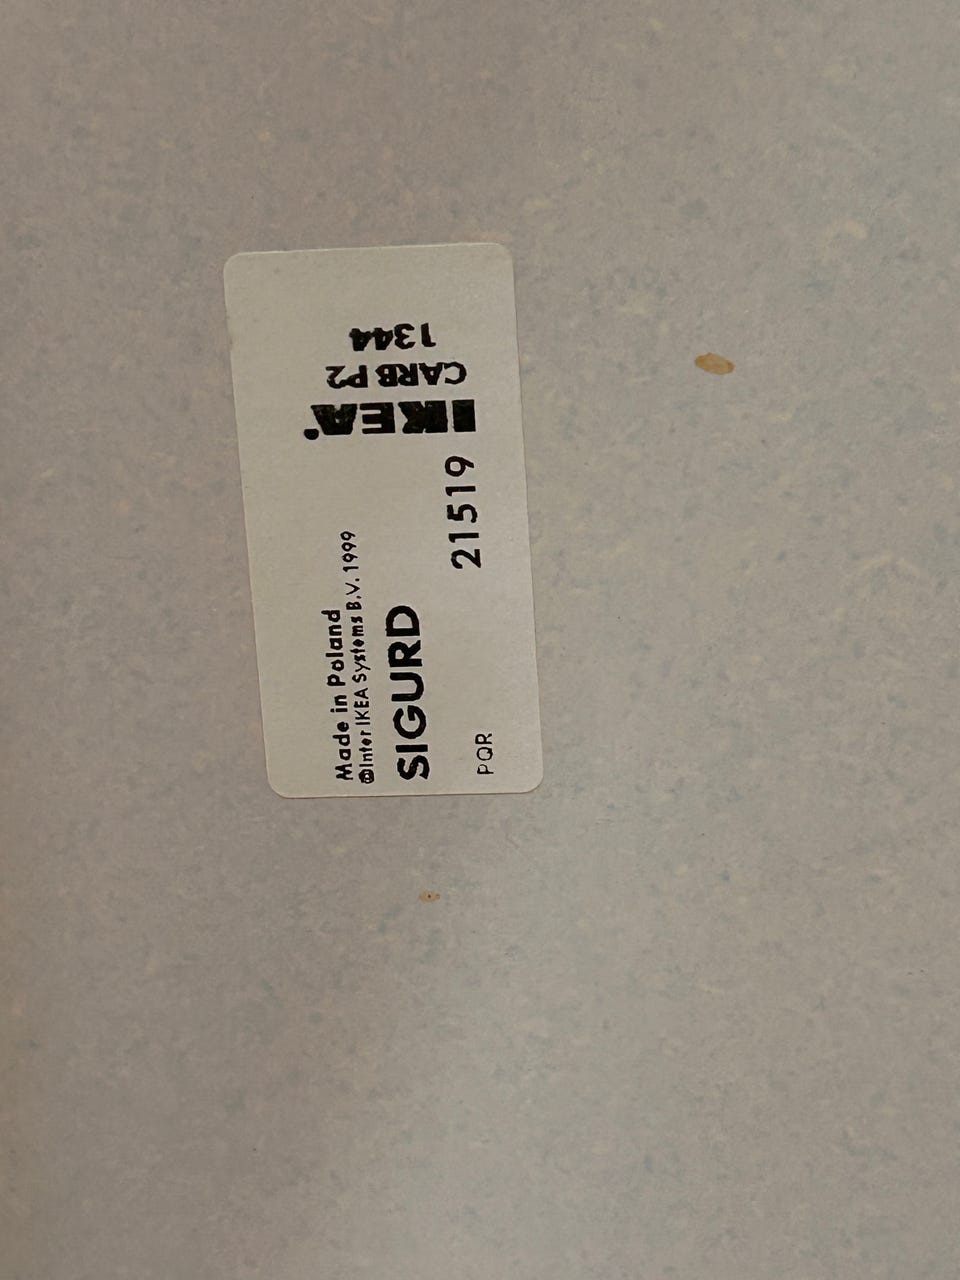 Made in Poland
©Inter IKEA Systems B.V. 1999
SIGURD
PQR
21519
IKEA®
CARB P2
1344